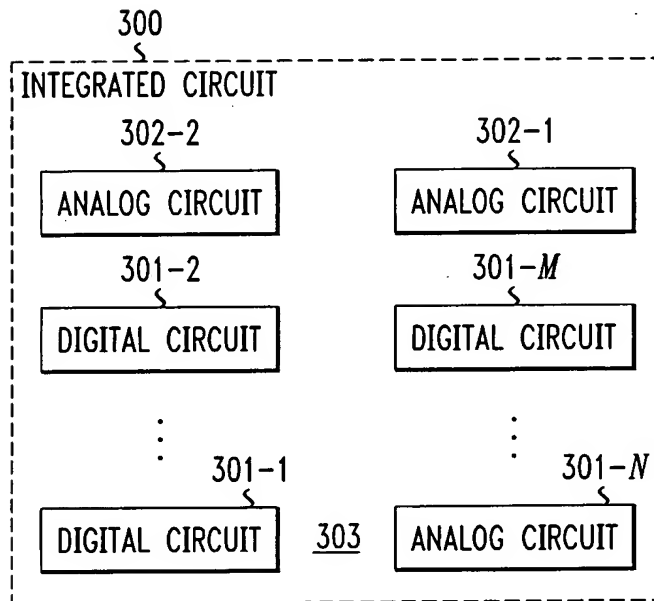 300
INTEGRATED CIRCUIT
302-2 302-1
ANALOG CIRCUIT ANALOG CIRCUIT
301-2 301-M
DIGITAL CIRCUIT DIGITAL CIRCUIT
301-1 301-N
DIGITAL CIRCUIT 303 ANALOG CIRCUIT